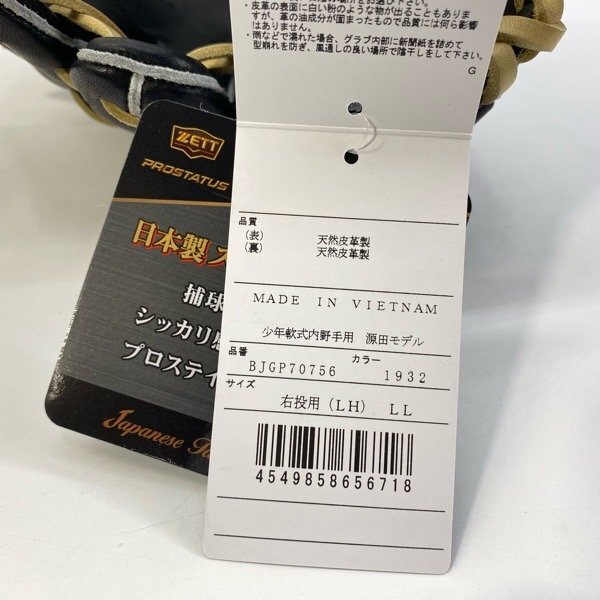 ・皮革の表面に白い粉のような物が出ることもありま
すが、革の油成分が固まったもので品質には何ら影響
はありません。
・雨などで濡れた場合、グラブ内部に新聞紙を詰めて
型崩れを防ぎ、風通しの良い場所で陰干しをして下さい。
G
ZETT
PROSTATUS
日本製
捕球
シッカリ
プロステイ
Japanese
品質
(表) 天然皮革製
(裏) 天然皮革製
MADE IN VIETNAM
少年軟式内野手用 源田モデル
品番 カラー
BJGP70756 1932
サイズ
右投用(LH) LL
4549858656718